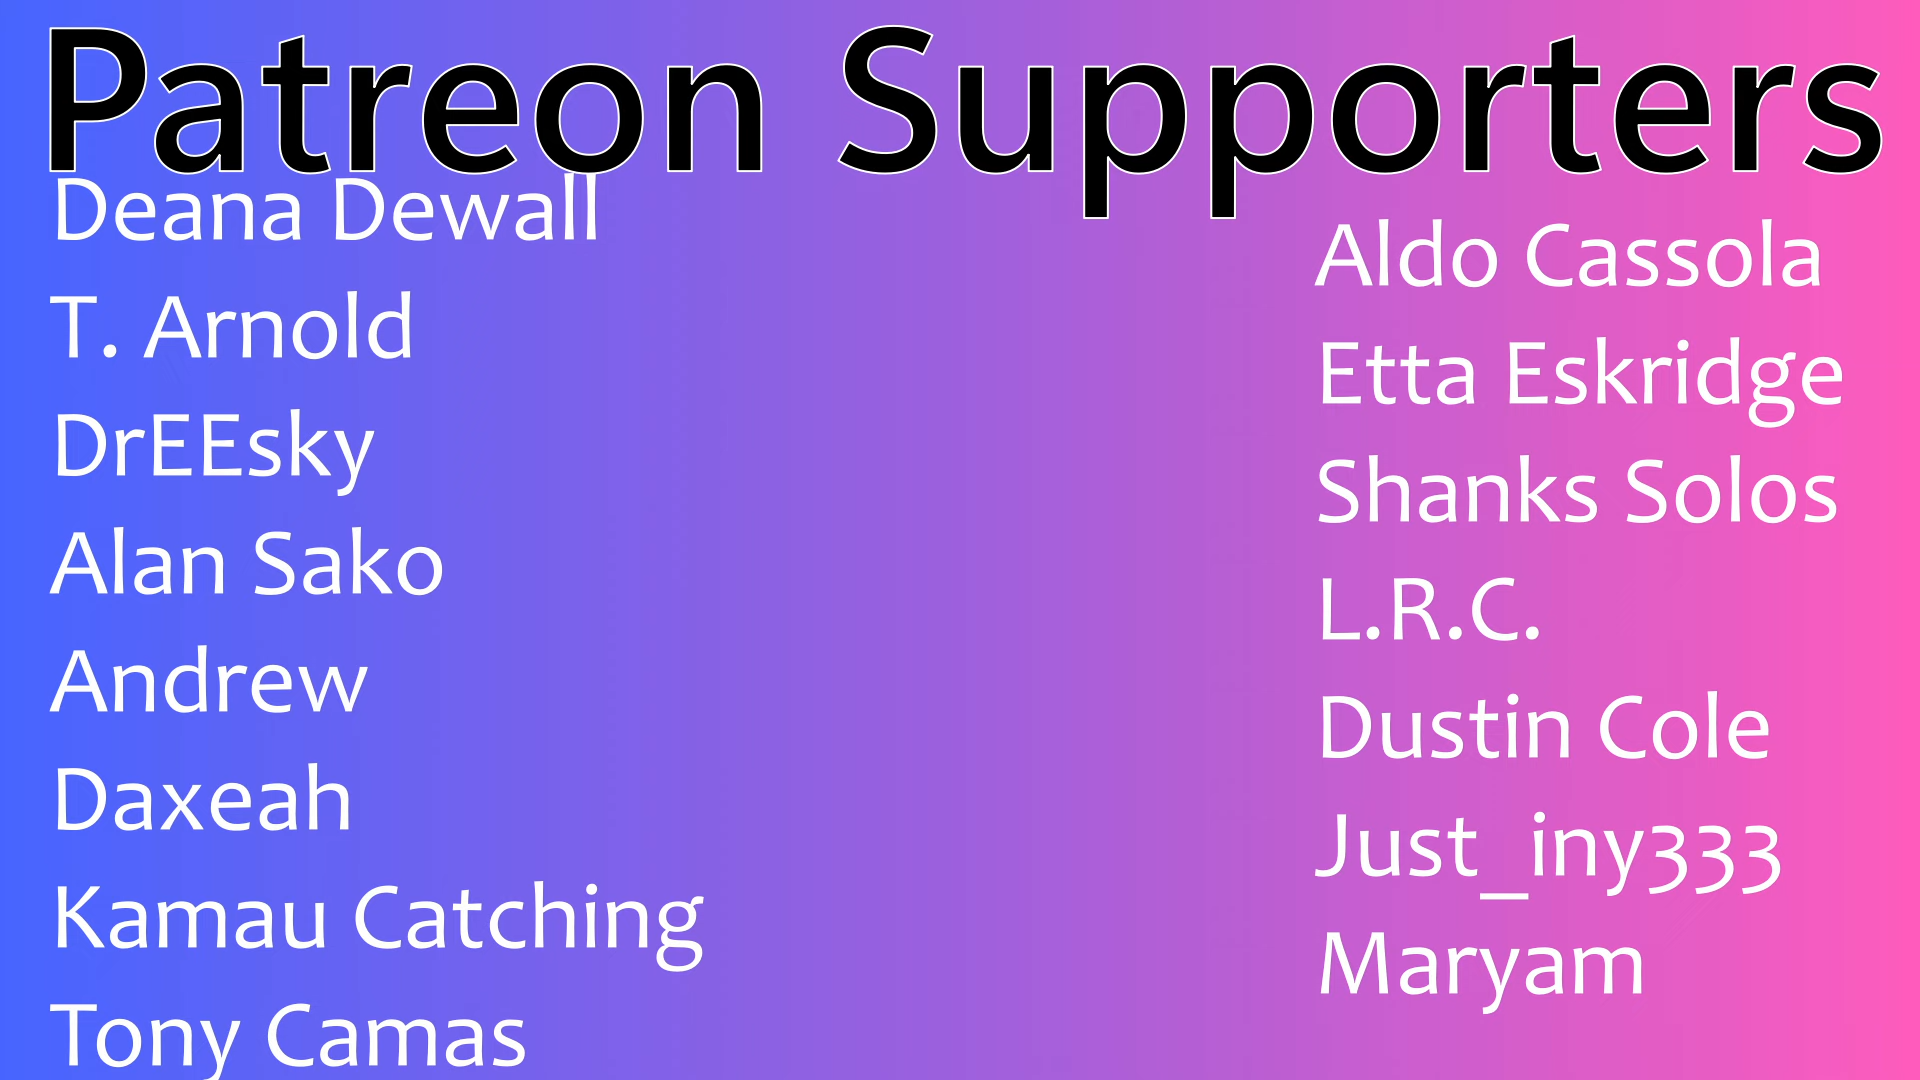 Patreon Supporters
Deana Dewall
T. Arnold
DrEEsky
Alan Sako
Andrew
Daxeah
Kamau Catching
Tony Camas
Aldo Cassola
Etta Eskridge
Shanks Solos
L.R.C.
Dustin Cole
Just_iny333
Maryam